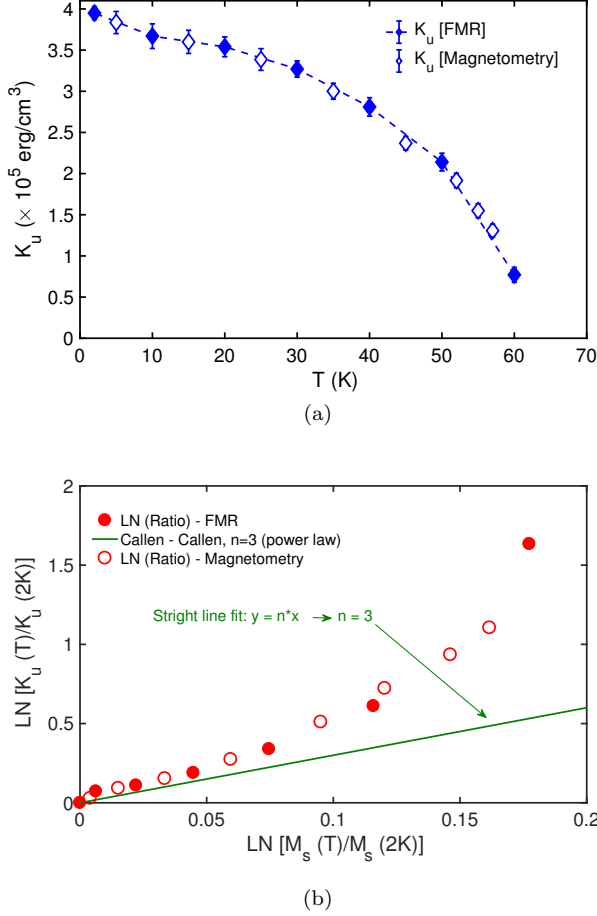 4
3.5
3
2.5
2
1.5
1
0.5
0
K_u (× 10^5 erg/cm^3)
K_u [FMR]
K_u [Magnetometry]
0 10 20 30 40 50 60 70
T (K)
(a)
2
1.5
1
0.5
0
LN [K_u (T)/K_u (2K)]
LN (Ratio) - FMR
Callen - Callen, n=3 (power law)
LN (Ratio) - Magnetometry
Stright line fit: y = n*x → n = 3
0 0.05 0.1 0.15 0.2
LN [M_s (T)/M_s (2K)]
(b)